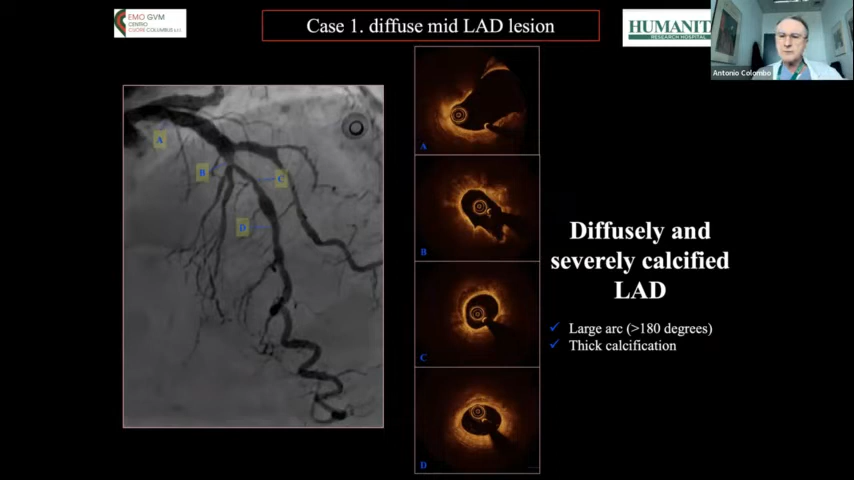 EMO GVM
CENTRO
CUORE COLUMBUS s.r.l.
Case 1. diffuse mid LAD lesion
HUMANIT
RESEARCH HOSPITAL
Antonio Colombo
A
B
C
D
A
B
C
D
Diffusely and
severely calcified
LAD
✓ Large arc (>180 degrees)
✓ Thick calcification